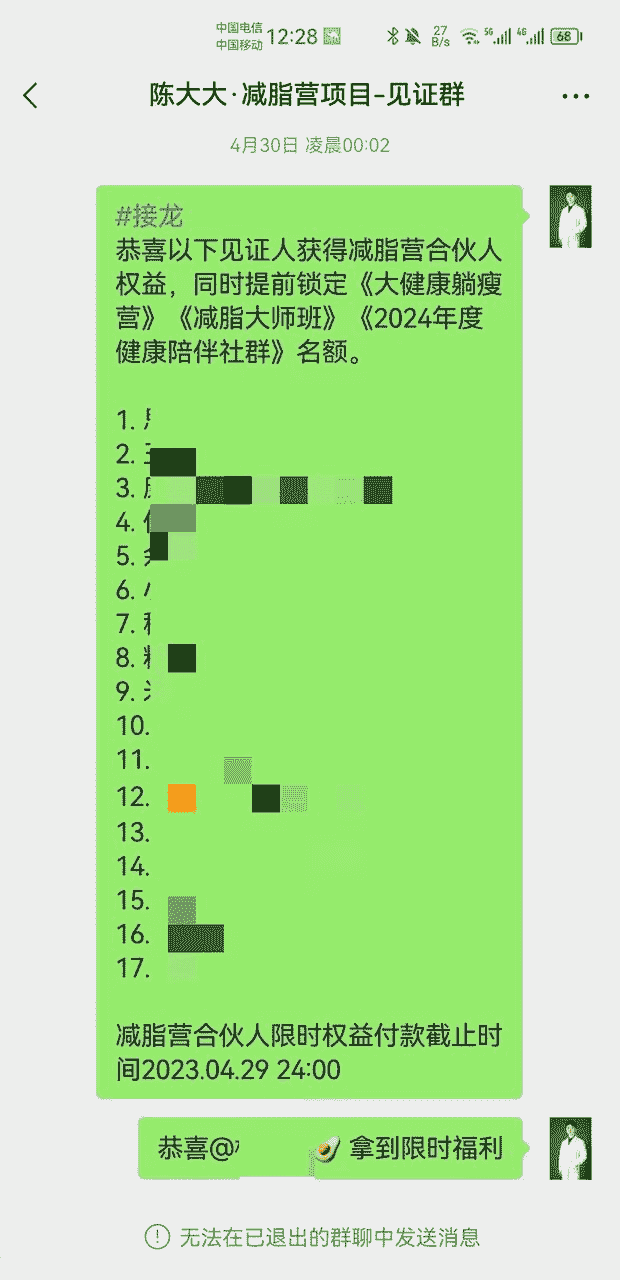 中国电信
中国移动
12:28
27
B/s
5G
4G
68
陈大大·减脂营项目-见证群
4月30日 凌晨00:02
#接龙
恭喜以下见证人获得减脂营合伙人
权益，同时提前锁定《大健康躺瘦
营》《减脂大师班》《2024年度
健康陪伴社群》名额。
1.
2.
3.
4.
5.
6.
7.
8.
9.
10.
11.
12.
13.
14.
15.
16.
17.
减脂营合伙人限时权益付款截止时
间2023.04.29 24:00
恭喜@ 🥑 拿到限时福利
无法在已退出的群聊中发送消息